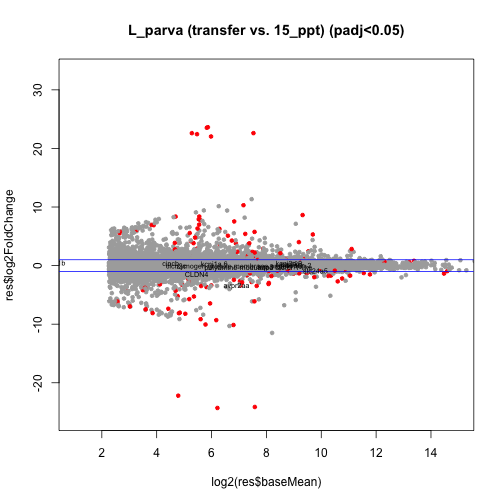 L_parva (transfer vs. 15_ppt) (padj<0.05)
res$log2FoldChange
30
20
10
0
-10
-20
CLDN4
avpr2aa
2
4
6
8
10
12
14
log2(res$baseMean)